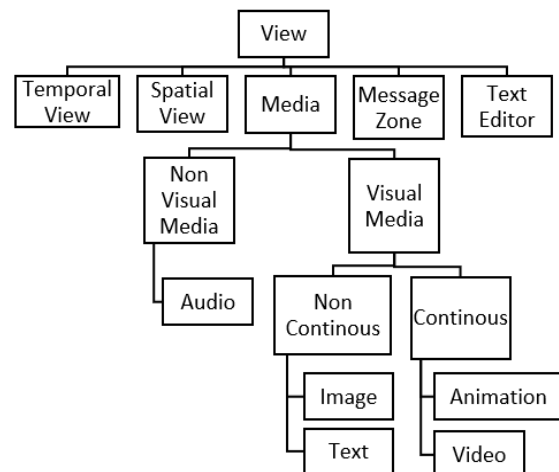 View
Temporal
View
Spatial
View
Media
Message
Zone
Text
Editor
Non
Visual
Media
Visual
Media
Audio
Non
Continous
Continous
Image
Animation
Text
Video